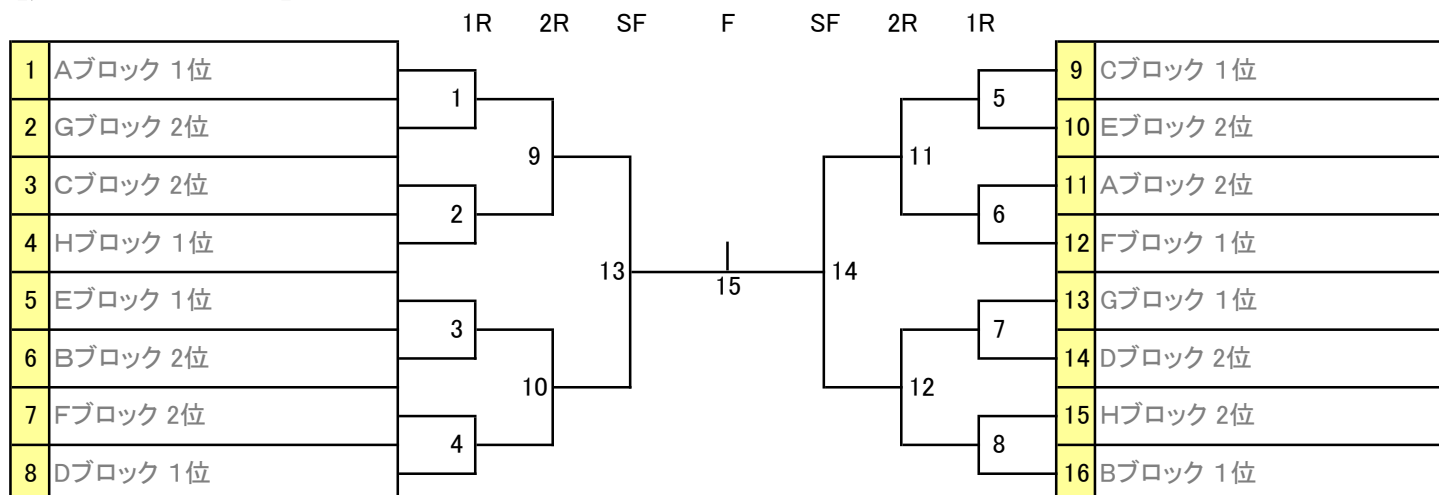 1R 2R SF F SF 2R 1R
1 Aブロック 1位
2 Gブロック 2位
3 Cブロック 2位
4 Hブロック 1位
5 Eブロック 1位
6 Bブロック 2位
7 Fブロック 2位
8 Dブロック 1位
1
2
3
4
9
10
13
15
14
11
12
5
6
7
8
9 Cブロック 1位
10 Eブロック 2位
11 Aブロック 2位
12 Fブロック 1位
13 Gブロック 1位
14 Dブロック 2位
15 Hブロック 2位
16 Bブロック 1位